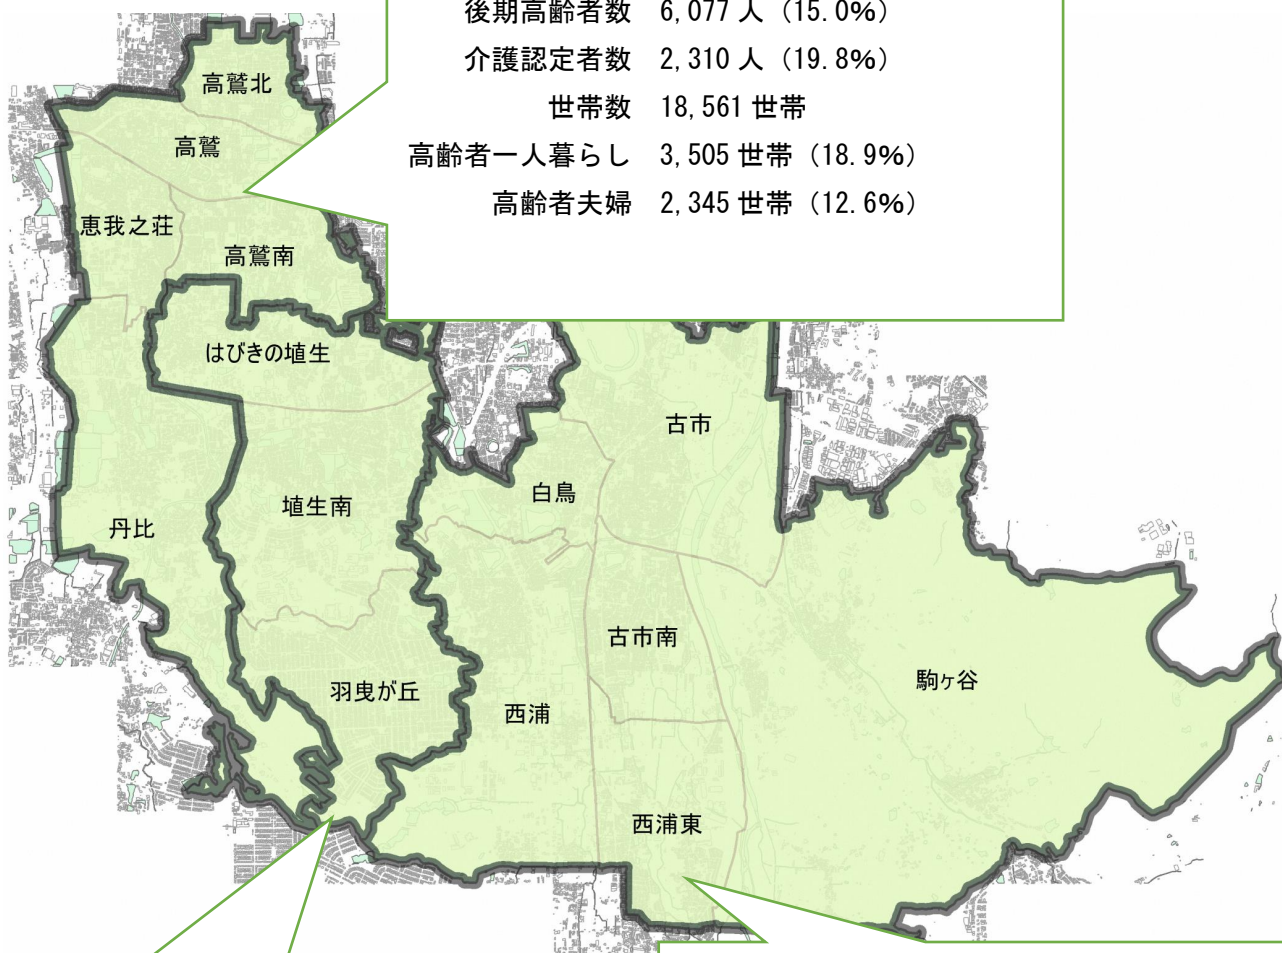 後期高齢者数 6,077 人（15.0%）
介護認定者数 2,310 人（19.8%）
世帯数 18,561 世帯
高齢者一人暮らし 3,505 世帯（18.9%）
高齢者夫婦 2,345 世帯（12.6%）
高鷲北
高鷲
恵我之荘
高鷲南
はびきの埴生
古市
白鳥
埴生南
丹比
古市南
駒ヶ谷
羽曳が丘
西浦
西浦東